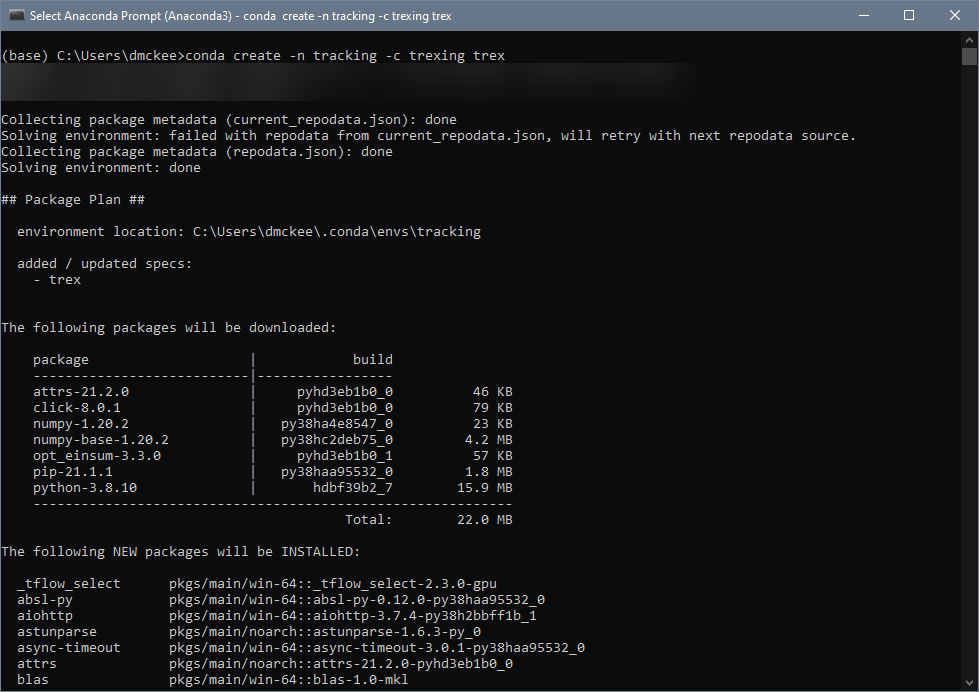 Select Anaconda Prompt (Anaconda3) - conda  create -n tracking -c trexing trex
(base) C:\Users\dmckee>conda create -n tracking -c trexing trex
Collecting package metadata (current_repodata.json): done
Solving environment: failed with repodata from current_repodata.json, will retry with next repodata source.
Collecting package metadata (repodata.json): done
Solving environment: done
## Package Plan ##
  environment location: C:\Users\dmckee\.conda\envs\tracking
  added / updated specs:
    - trex
The following packages will be downloaded:
    package                    |            build
    ---------------------------|-----------------
    attrs-21.2.0               |     pyhd3eb1b0_0          46 KB
    click-8.0.1                |     pyhd3eb1b0_0          79 KB
    numpy-1.20.2               |   py38ha4e8547_0          23 KB
    numpy-base-1.20.2          |   py38hc2deb75_0         4.2 MB
    opt_einsum-3.3.0           |     pyhd3eb1b0_1          57 KB
    pip-21.1.1                 |   py38haa95532_0         1.8 MB
    python-3.8.10              |       hdbf39b2_7        15.9 MB
    ------------------------------------------------------------
                                           Total:        22.0 MB
The following NEW packages will be INSTALLED:
  _tflow_select      pkgs/main/win-64::_tflow_select-2.3.0-gpu
  absl-py            pkgs/main/win-64::absl-py-0.12.0-py38haa95532_0
  aiohttp            pkgs/main/win-64::aiohttp-3.7.4-py38h2bbff1b_1
  astunparse         pkgs/main/noarch::astunparse-1.6.3-py_0
  async-timeout      pkgs/main/win-64::async-timeout-3.0.1-py38haa95532_0
  attrs              pkgs/main/noarch::attrs-21.2.0-pyhd3eb1b0_0
  blas               pkgs/main/win-64::blas-1.0-mkl